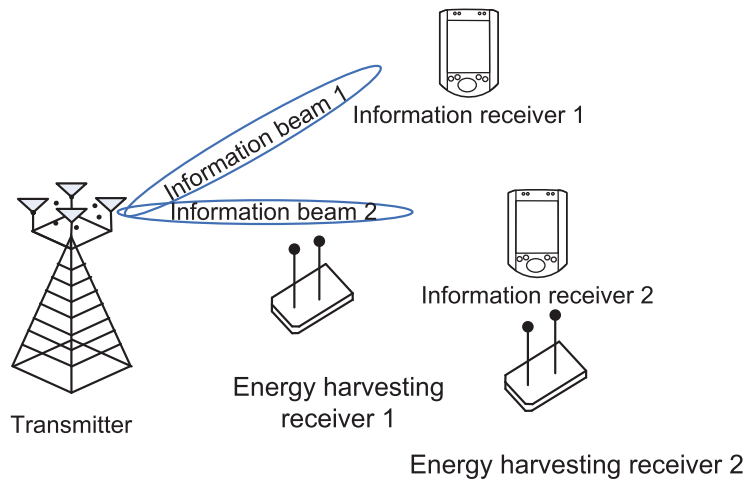 Information beam 1
Information receiver 1
Information beam 2
Information receiver 2
Energy harvesting
receiver 1
Transmitter
Energy harvesting receiver 2